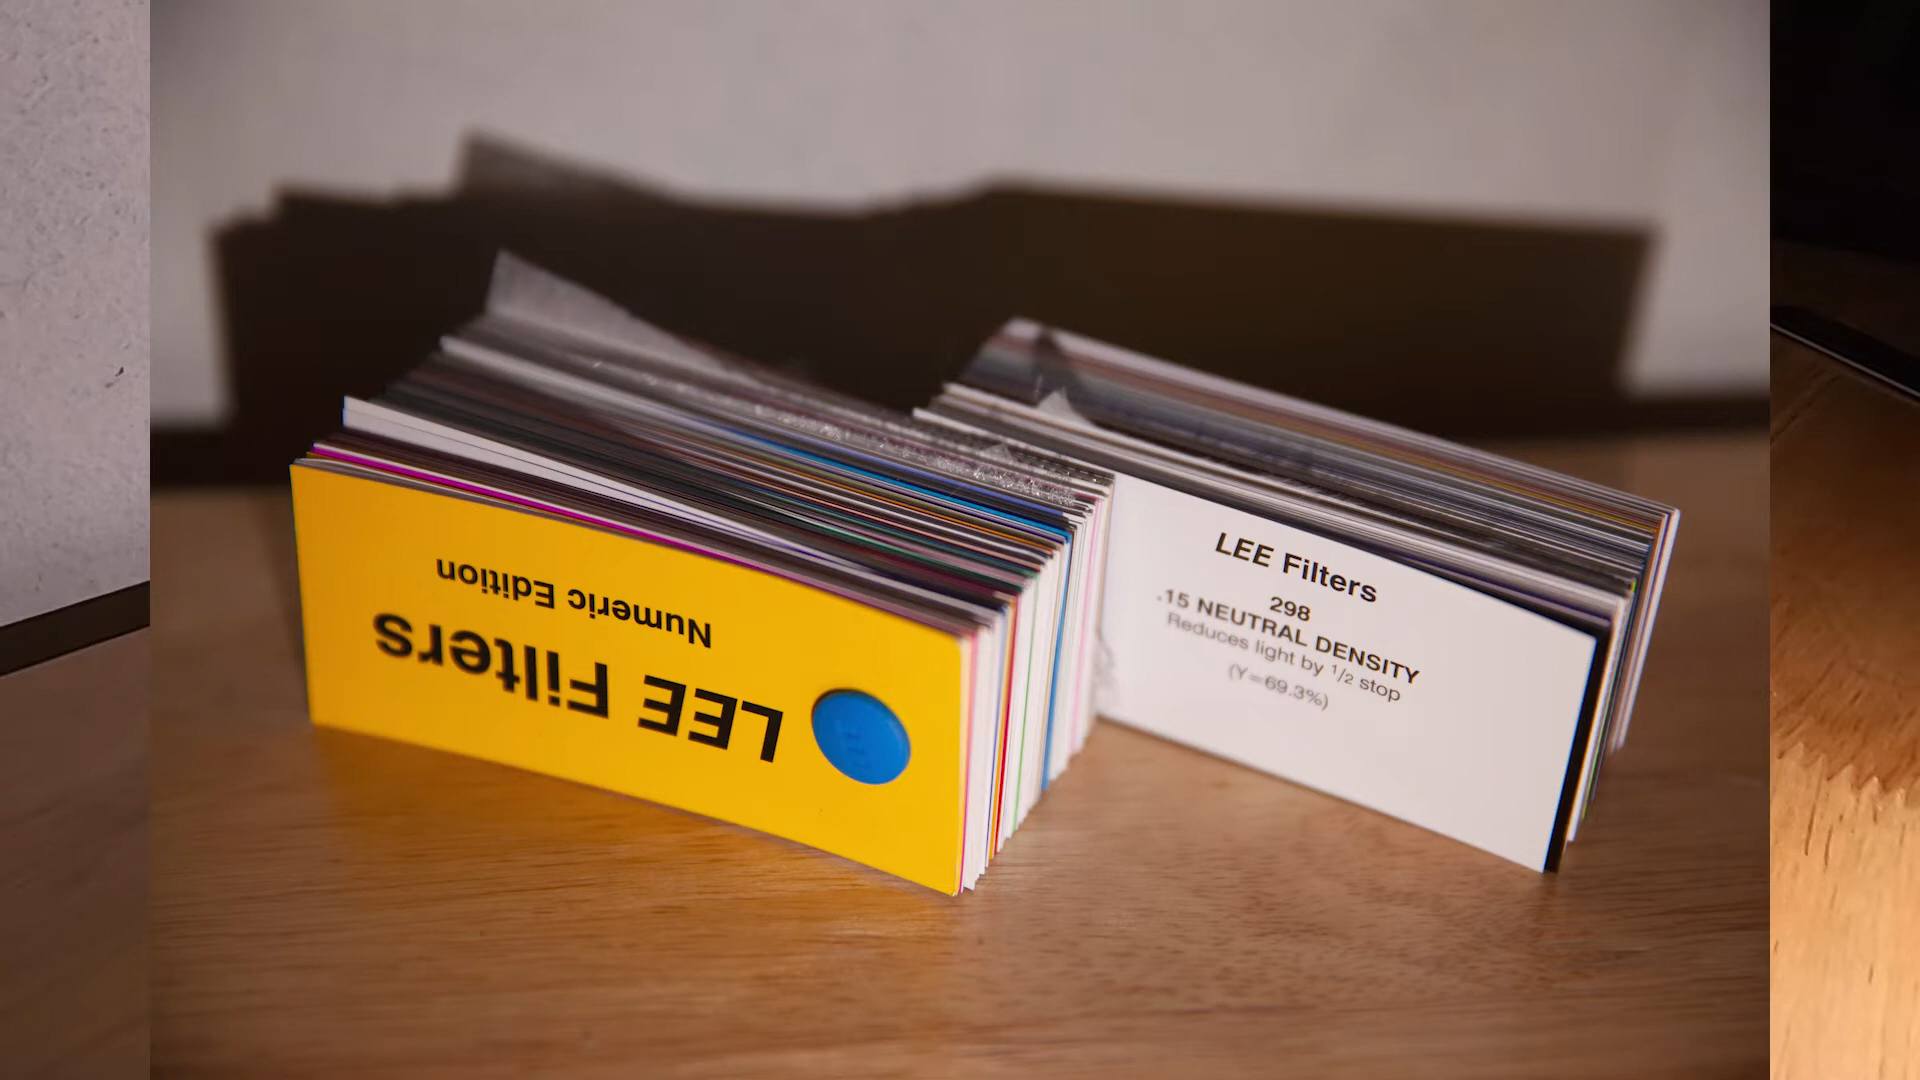 LEE Filters
Numeric Edition
LEE Filters
298
.15 NEUTRAL DENSITY
Reduces light by 1/2 stop
(Y=69.3%)